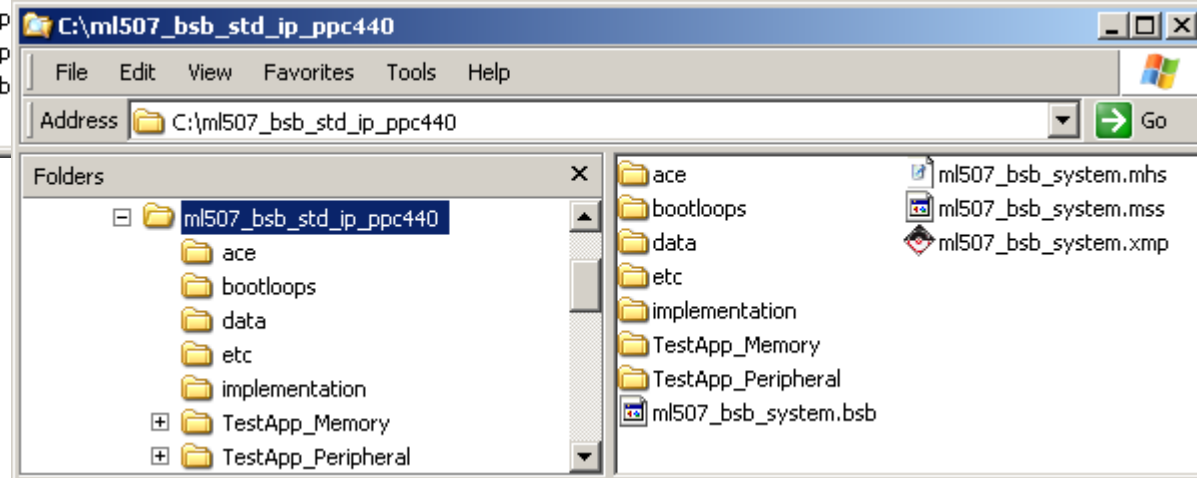 C:\ml507_bsb_std_ip_ppc440
File Edit View Favorites Tools Help
Address C:\ml507_bsb_std_ip_ppc440 Go
Folders
ml507_bsb_std_ip_ppc440
ace
bootloops
data
etc
implementation
TestApp_Memory
TestApp_Peripheral
ace
bootloops
data
etc
implementation
TestApp_Memory
TestApp_Peripheral
ml507_bsb_system.bsb
ml507_bsb_system.mhs
ml507_bsb_system.mss
ml507_bsb_system.xmp